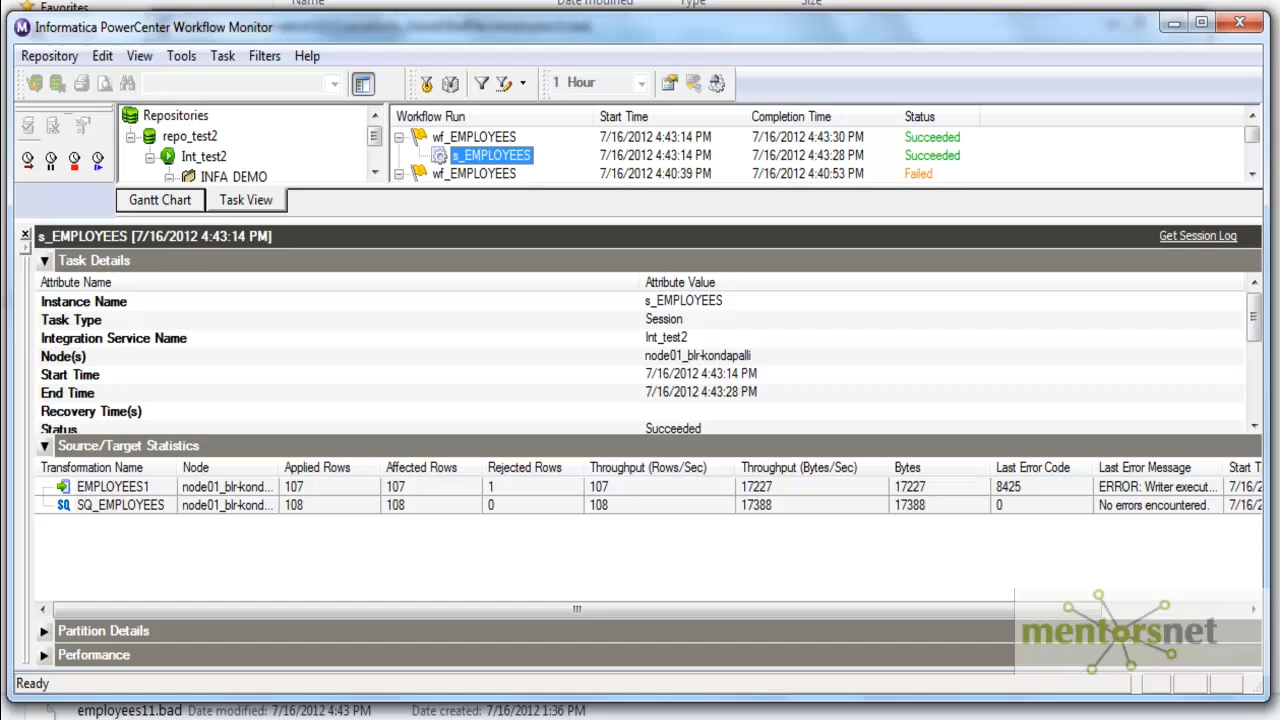 Favorites
Name Date modified Type Size
Informatica PowerCenter Workflow Monitor
Repository Edit View Tools Task Filters Help
1 Hour
Repositories
repo_test2
Int_test2
INFA_DEMO
Workflow Run Start Time Completion Time Status
wf_EMPLOYEES 7/16/2012 4:43:14 PM 7/16/2012 4:43:30 PM Succeeded
s_EMPLOYEES 7/16/2012 4:43:14 PM 7/16/2012 4:43:28 PM Succeeded
wf_EMPLOYEES 7/16/2012 4:40:39 PM 7/16/2012 4:40:53 PM Failed
Gantt Chart Task View
s_EMPLOYEES [7/16/2012 4:43:14 PM] Get Session Log
Task Details
Attribute Name Attribute Value
Instance Name s_EMPLOYEES
Task Type Session
Integration Service Name Int_test2
Node(s) node01_blr-kondapalli
Start Time 7/16/2012 4:43:14 PM
End Time 7/16/2012 4:43:28 PM
Recovery Time(s)
Status Succeeded
Source/Target Statistics
Transformation Name Node Applied Rows Affected Rows Rejected Rows Throughput (Rows/Sec) Throughput (Bytes/Sec) Bytes Last Error Code Last Error Message Start T
EMPLOYEES1 node01_blr-kond... 107 107 1 107 17227 17227 8425 ERROR: Writer execut... 7/16/2
SQ SQ_EMPLOYEES node01_blr-kond... 108 108 0 108 17388 17388 0 No errors encountered. 7/16/2
Partition Details
Performance
mentorsnet
Ready
employees11.bad Date modified: 7/16/2012 4:43 PM Date created: 7/16/2012 1:36 PM